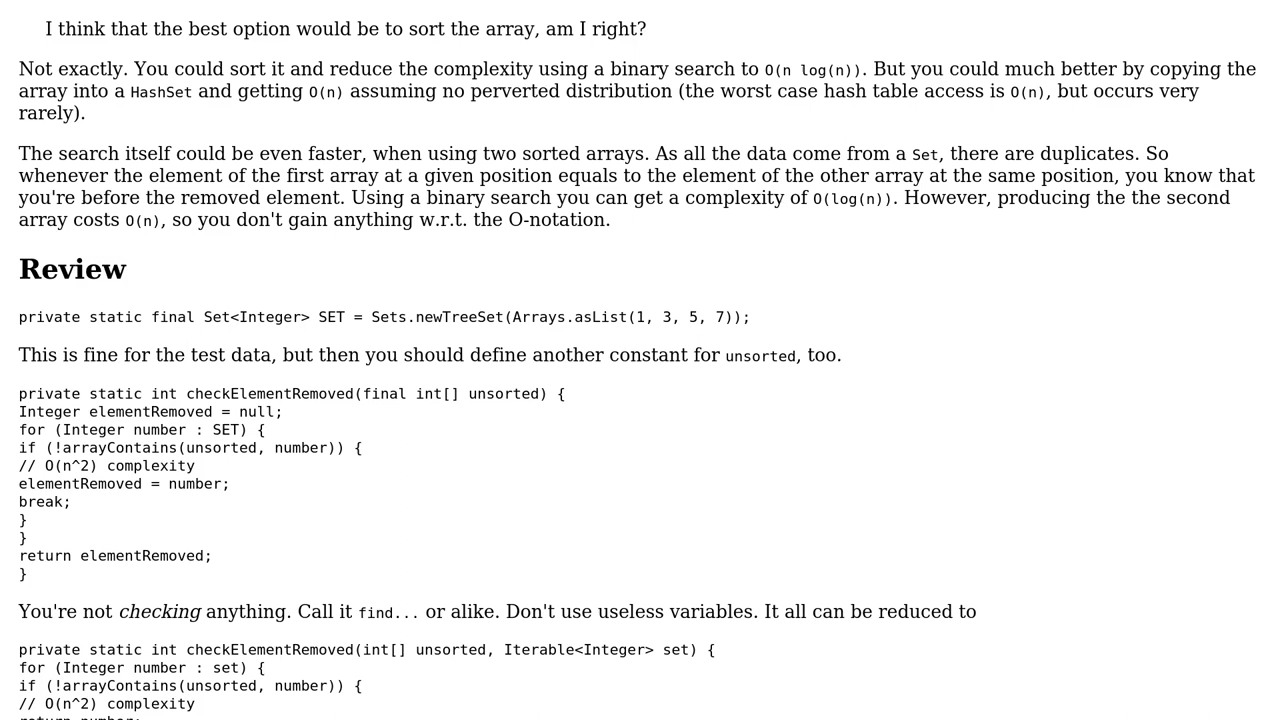 I think that the best option would be to sort the array, am I right?
Not exactly. You could sort it and reduce the complexity using a binary search to O(n log(n)). But you could much better by copying the
array into a HashSet and getting O(n) assuming no perverted distribution (the worst case hash table access is O(n), but occurs very
rarely).
The search itself could be even faster, when using two sorted arrays. As all the data come from a Set, there are duplicates. So
whenever the element of the first array at a given position equals to the element of the other array at the same position, you know that
you're before the removed element. Using a binary search you can get a complexity of O(log(n)). However, producing the the second
array costs O(n), so you don't gain anything w.r.t. the O-notation.
Review
private static final Set<Integer> SET = Sets.newTreeSet(Arrays.asList(1, 3, 5, 7));
This is fine for the test data, but then you should define another constant for unsorted, too.
private static int checkElementRemoved(final int[] unsorted) {
Integer elementRemoved = null;
for (Integer number : SET) {
if (!arrayContains(unsorted, number)) {
// O(n^2) complexity
elementRemoved = number;
break;
}
}
return elementRemoved;
}
You're not checking anything. Call it find... or alike. Don't use useless variables. It all can be reduced to
private static int checkElementRemoved(int[] unsorted, Iterable<Integer> set) {
for (Integer number : set) {
if (!arrayContains(unsorted, number)) {
// O(n^2) complexity
return number;